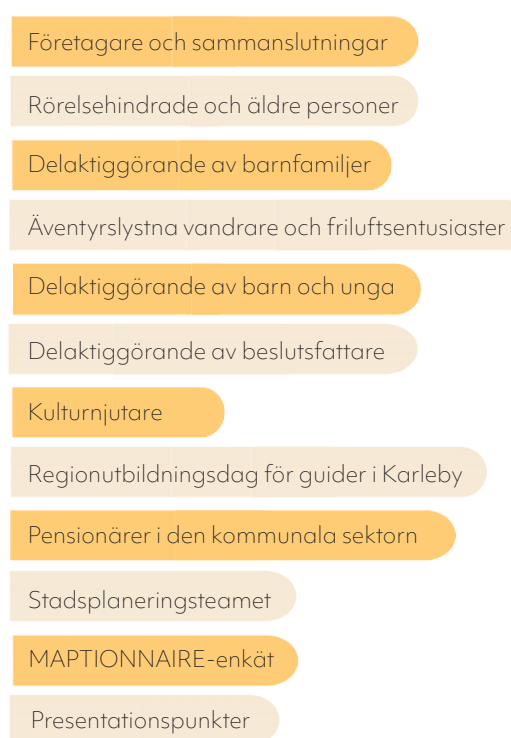 Företagare och sammanslutningar
Rörelsehindrade och äldre personer
Delaktiggörande av barnfamiljer
Äventyrslystna vandrare och friluftsentusiaster
Delaktiggörande av barn och unga
Delaktiggörande av beslutsfattare
Kulturnjutare
Regionutbildningsdag för guider i Karleby
Pensionärer i den kommunala sektorn
Stadsplaneringsteamet
MAPTIONNAIRE-enkät
Presentationspunkter